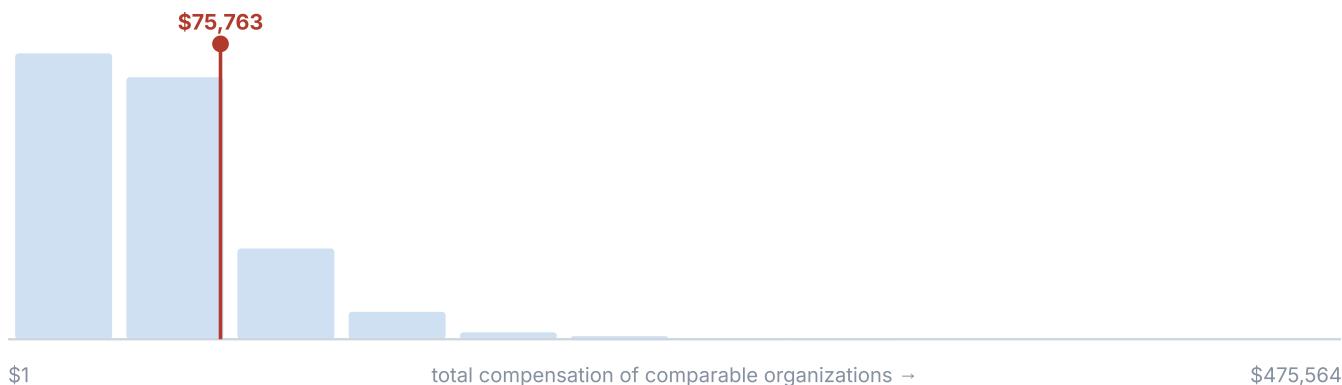 $75,763
$1
total compensation of comparable organizations →
$475,564